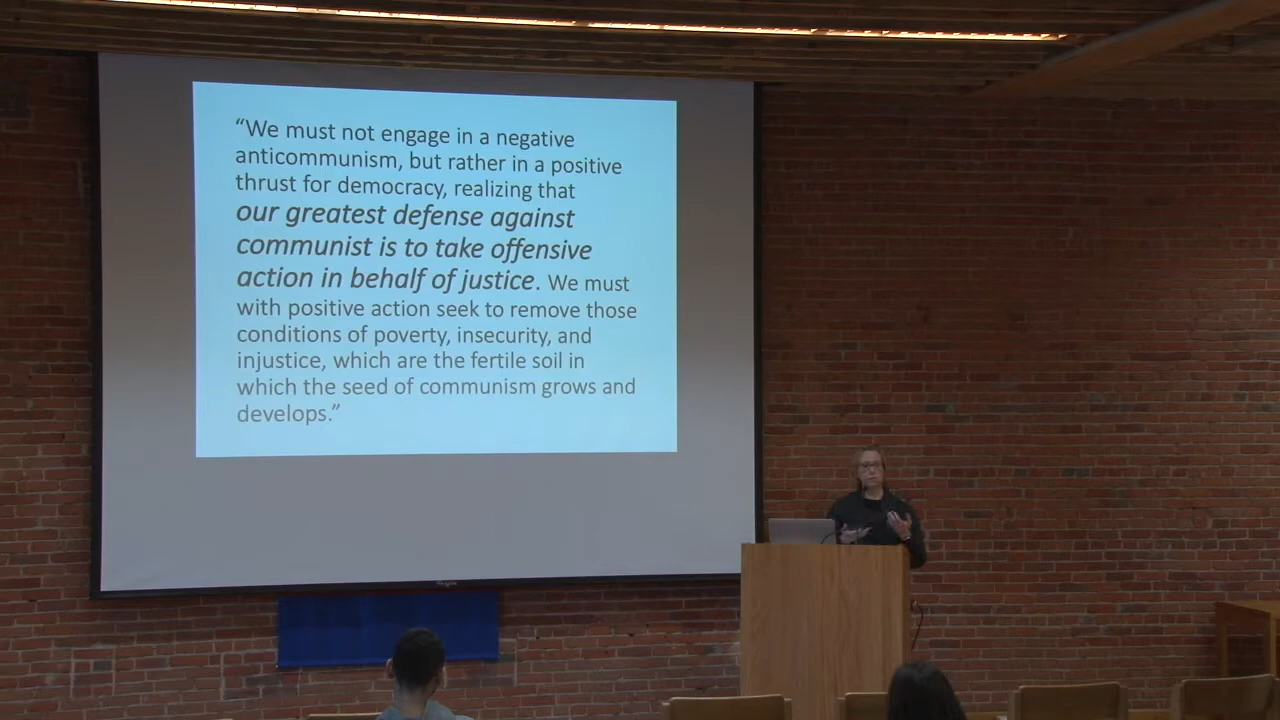 “We must not engage in a negative
anticommunism, but rather in a positive
thrust for democracy, realizing that
our greatest defense against
communist is to take offensive
action in behalf of justice. We must
with positive action seek to remove those
conditions of poverty, insecurity, and
injustice, which are the fertile soil in
which the seed of communism grows and
develops.”